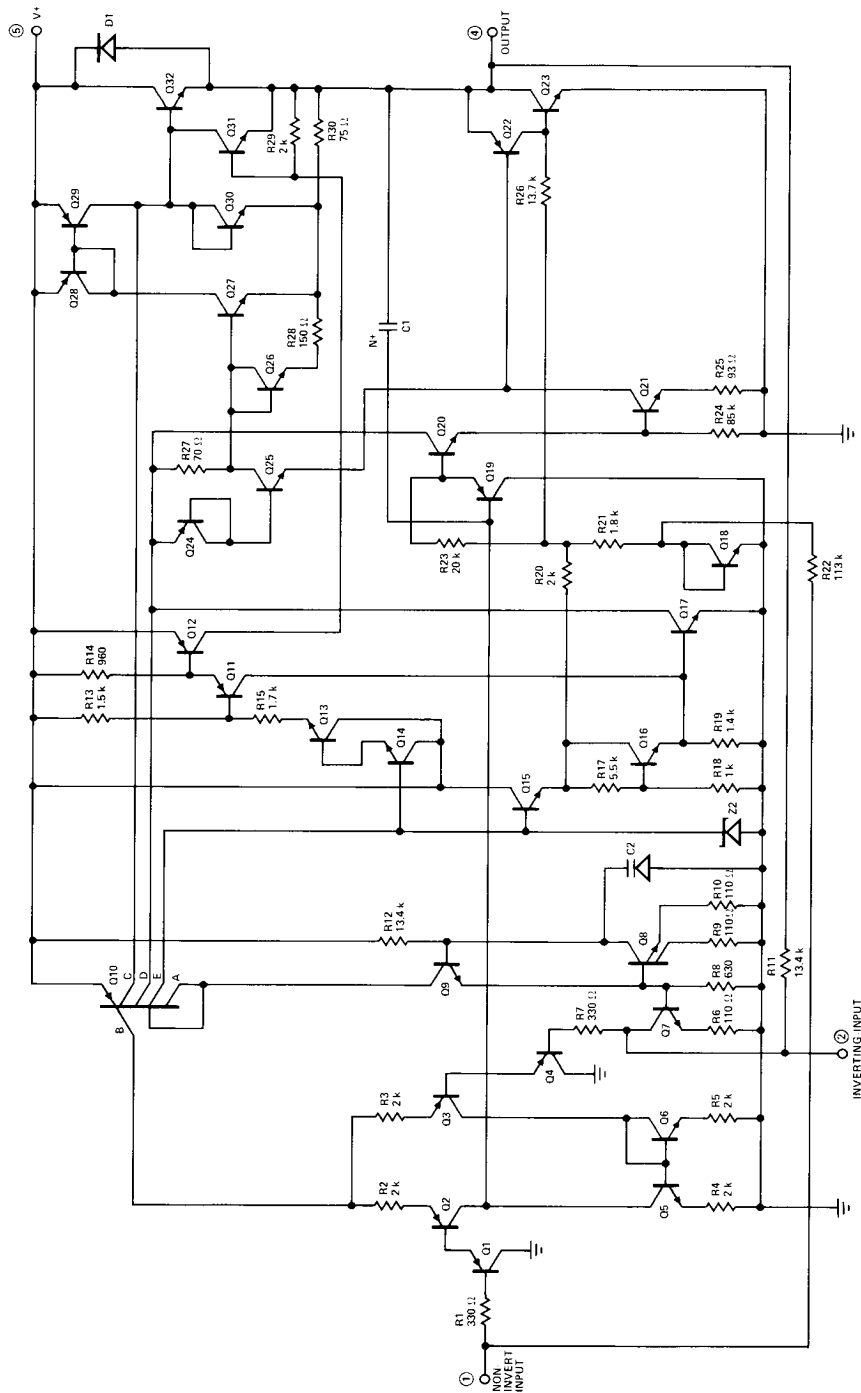 ⑤
V+
D1
Q32
Q31
R29
2 k
R30
75 Ω
Q29
Q28
Q30
Q27
R28
150 Ω
Q26
R27
70 Ω
Q25
Q24
④
OUTPUT
Q23
Q22
R26
13.7 k
N+
C1
Q21
R25
93 Ω
R24
85 k
Q20
Q19
R23
20 k
R21
1.8 k
R20
2 k
Q18
R22
113 k
R14
960
Q12
R13
1.5 k
Q11
R15
1.7 k
Q13
Q14
Q17
Q15
Q16
R17
5.5 k
R19
1.4 k
R18
1 k
Z2
Q10
B
C
D
E
A
R12
13.4 k
C2
Q9
Q8
R10
110 Ω
R9
110 Ω
R8
630
R7
330 Ω
Q7
R6
110 Ω
R11
13.4 k
②
INVERTING INPUT
Q4
R3
2 k
Q3
R2
2 k
Q2
Q6
R5
2 k
Q5
R4
2 k
Q1
R1
330 Ω
①
NON
INVERT
INPUT